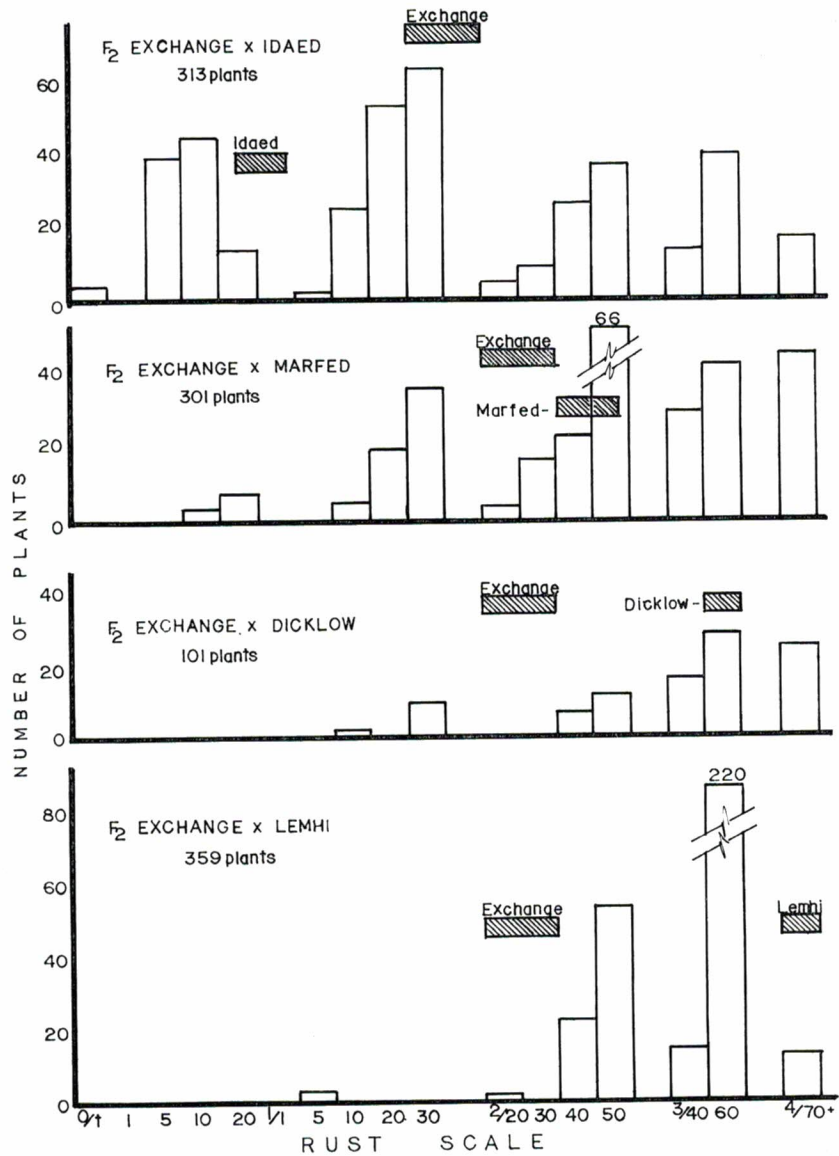 Exchange
F2 EXCHANGE x IDAED
313 plants
Idaed
60
40
20
0
66
Exchange
F2 EXCHANGE x MARFED
301 plants
Marfed-
40
20
0
Exchange
Dicklow-
F2 EXCHANGE. x DICKLOW
101 plants
40
20
0
220
F2 EXCHANGE x LEMHI
359 plants
Exchange
Lemhi
80
60
40
20
0
NUMBER OF PLANTS
0/t 1 5 10 20 1/1 5 10 20 30 2/20 30 40 50 3/40 60 4/70+
RUST SCALE